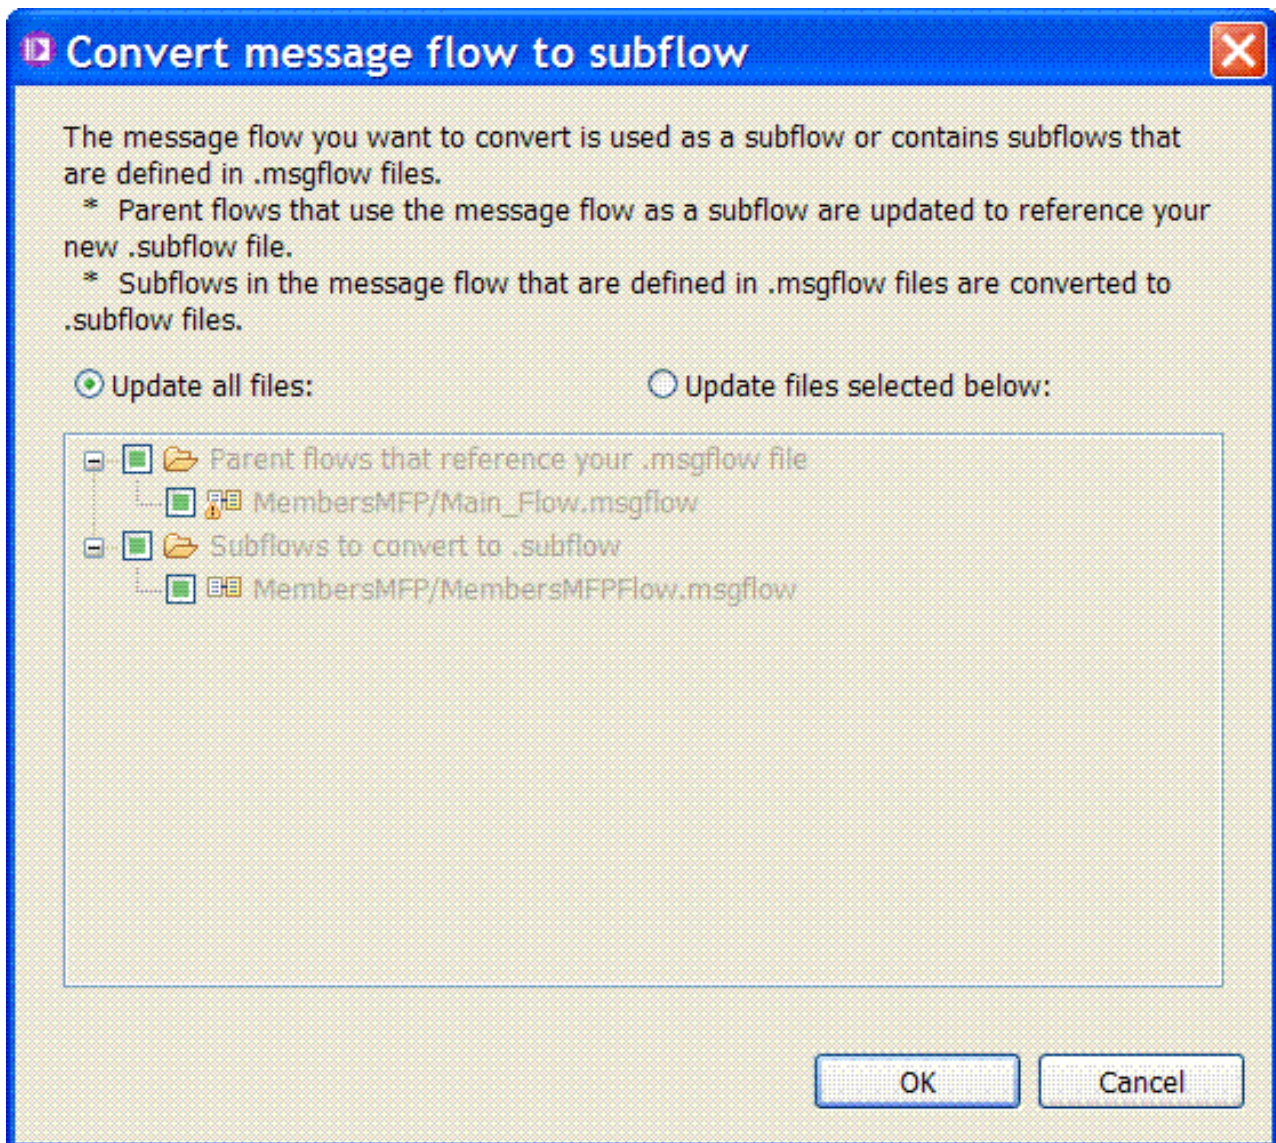 Convert message flow to subflow
The message flow you want to convert is used as a subflow or contains subflows that
are defined in .msgflow files.
* Parent flows that use the message flow as a subflow are updated to reference your
new .subflow file.
* Subflows in the message flow that are defined in .msgflow files are converted to
.subflow files.
Update all files: Update files selected below:
Parent flows that reference your .msgflow file
MembersMFP/Main_Flow.msgflow
Subflows to convert to .subflow
MembersMFP/MembersMFPFlow.msgflow
OK Cancel